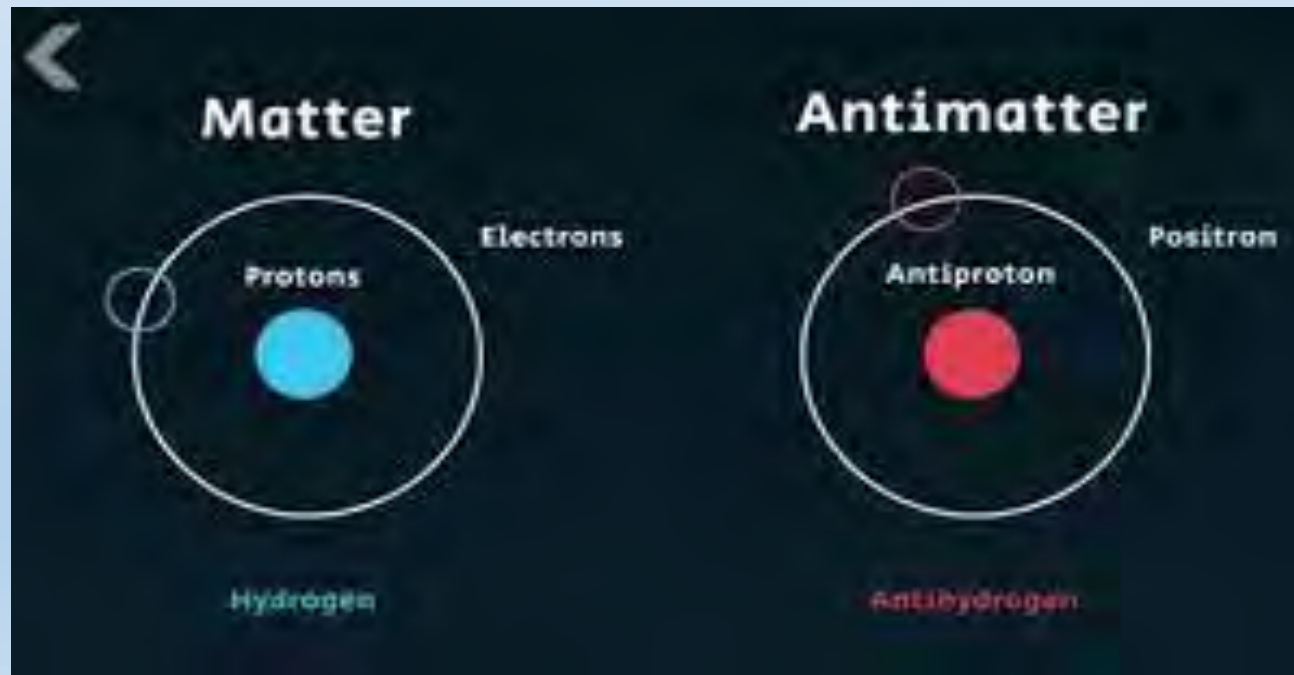 Matter
Antimatter
Electrons
Positron
Protons
Antiproton
Hydrogen
Antihydrogen